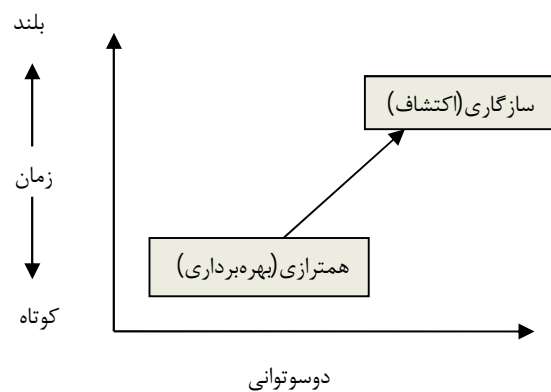 بلند
سازگاری(اکتشاف)
زمان
همترازی(بهره‌برداری)
کوتاه
دوسوتوانی